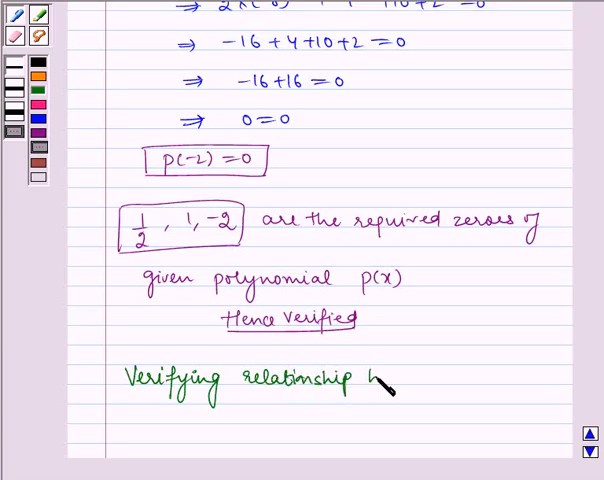 ⇒ -16 + 4 + 10 + 2 = 0
⇒ -16 + 16 = 0
⇒ 0 = 0
p(-2) = 0
1/2 , 1, -2 are the required zeroes of
given polynomial p(x)
Hence verified
Verifying relationship